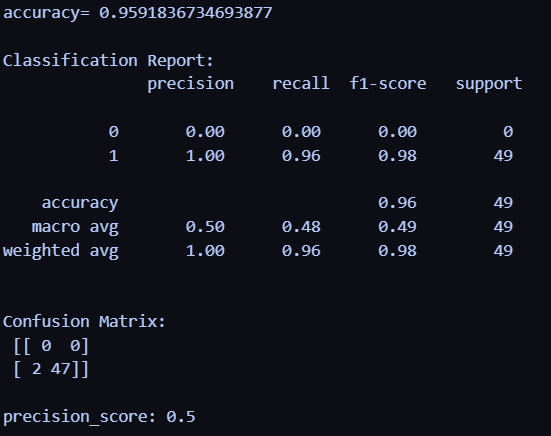 accuracy= 0.9591836734693877
Classification Report:
precision recall f1-score support
0 0.00 0.00 0.00 0
1 1.00 0.96 0.98 49
accuracy 0.96 49
macro avg 0.50 0.48 0.49 49
weighted avg 1.00 0.96 0.98 49
Confusion Matrix:
[[ 0 0]
[ 2 47]]
precision_score: 0.5